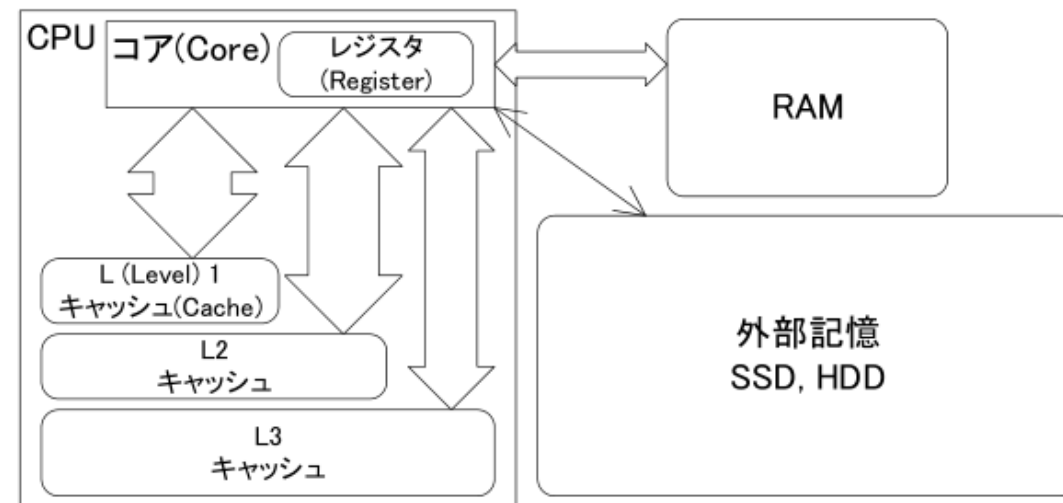 CPU
コア(Core)
レジスタ
(Register)
RAM
L (Level) 1
キャッシュ(Cache)
L2
キャッシュ
L3
キャッシュ
外部記憶
SSD, HDD